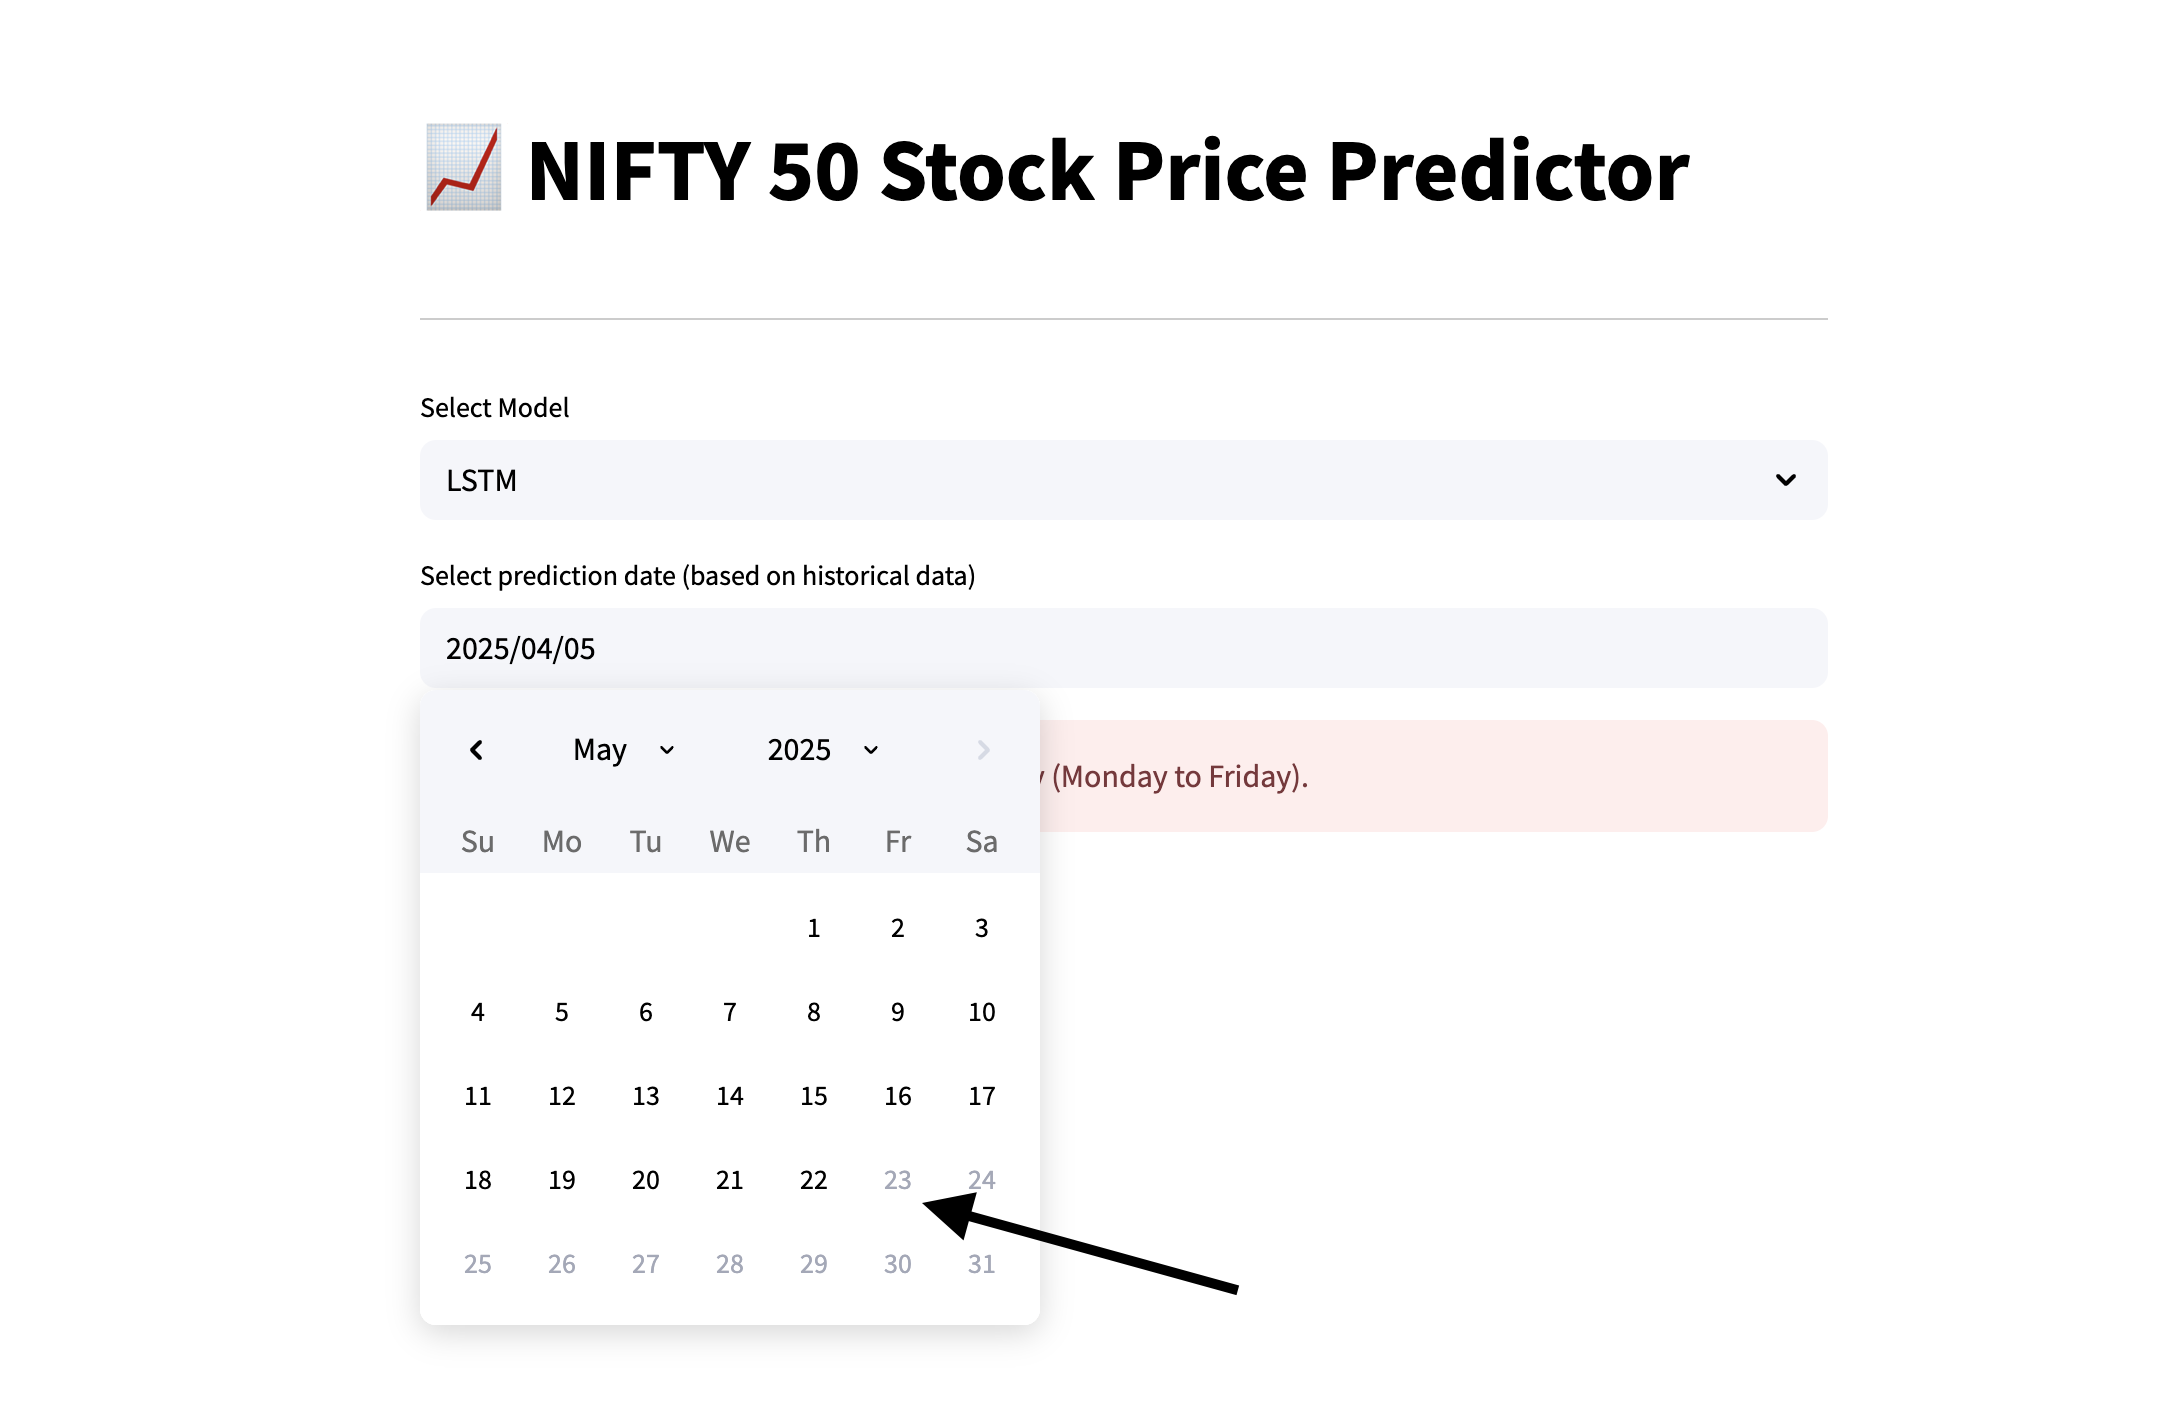 NIFTY 50 Stock Price Predictor
Select Model
LSTM
Select prediction date (based on historical data)
2025/04/05
May 2025
(Monday to Friday).
Su Mo Tu We Th Fr Sa
1 2 3
4 5 6 7 8 9 10
11 12 13 14 15 16 17
18 19 20 21 22 23 24
25 26 27 28 29 30 31